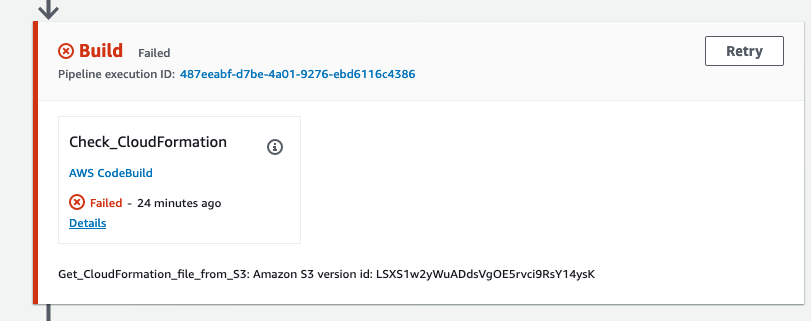 Build Failed Retry
Pipeline execution ID: 487eeabf-d7be-4a01-9276-ebd6116c4386
Check_CloudFormation
AWS CodeBuild
Failed - 24 minutes ago
Details
Get_CloudFormation_file_from_S3: Amazon S3 version id: LSXS1w2yWuADdsVgOE5rvci9RsY14ysK